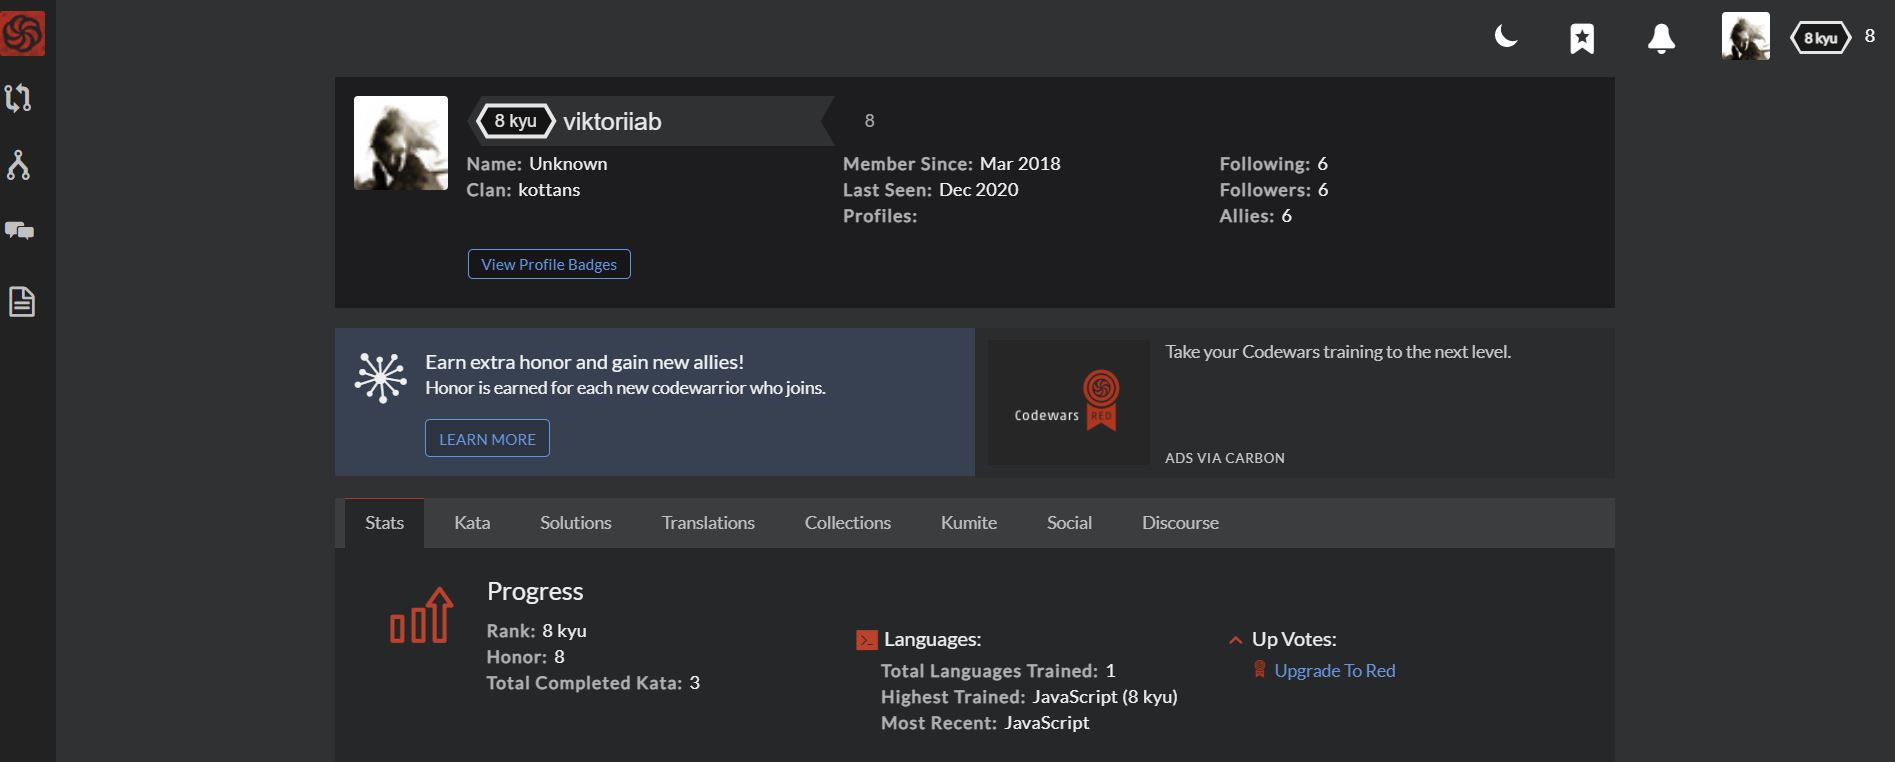 8 kyu 8
8 kyu viktoriiab 8
Name: Unknown Member Since: Mar 2018 Following: 6
Clan: kottans Last Seen: Dec 2020 Followers: 6
Profiles: Allies: 6
View Profile Badges
Earn extra honor and gain new allies!
Honor is earned for each new codewarrior who joins.
LEARN MORE
Take your Codewars training to the next level.
Codewars RED
ADS VIA CARBON
Stats Kata Solutions Translations Collections Kumite Social Discourse
Progress
Rank: 8 kyu
Honor: 8
Total Completed Kata: 3
Languages:
Total Languages Trained: 1
Highest Trained: JavaScript (8 kyu)
Most Recent: JavaScript
Up Votes:
Upgrade To Red